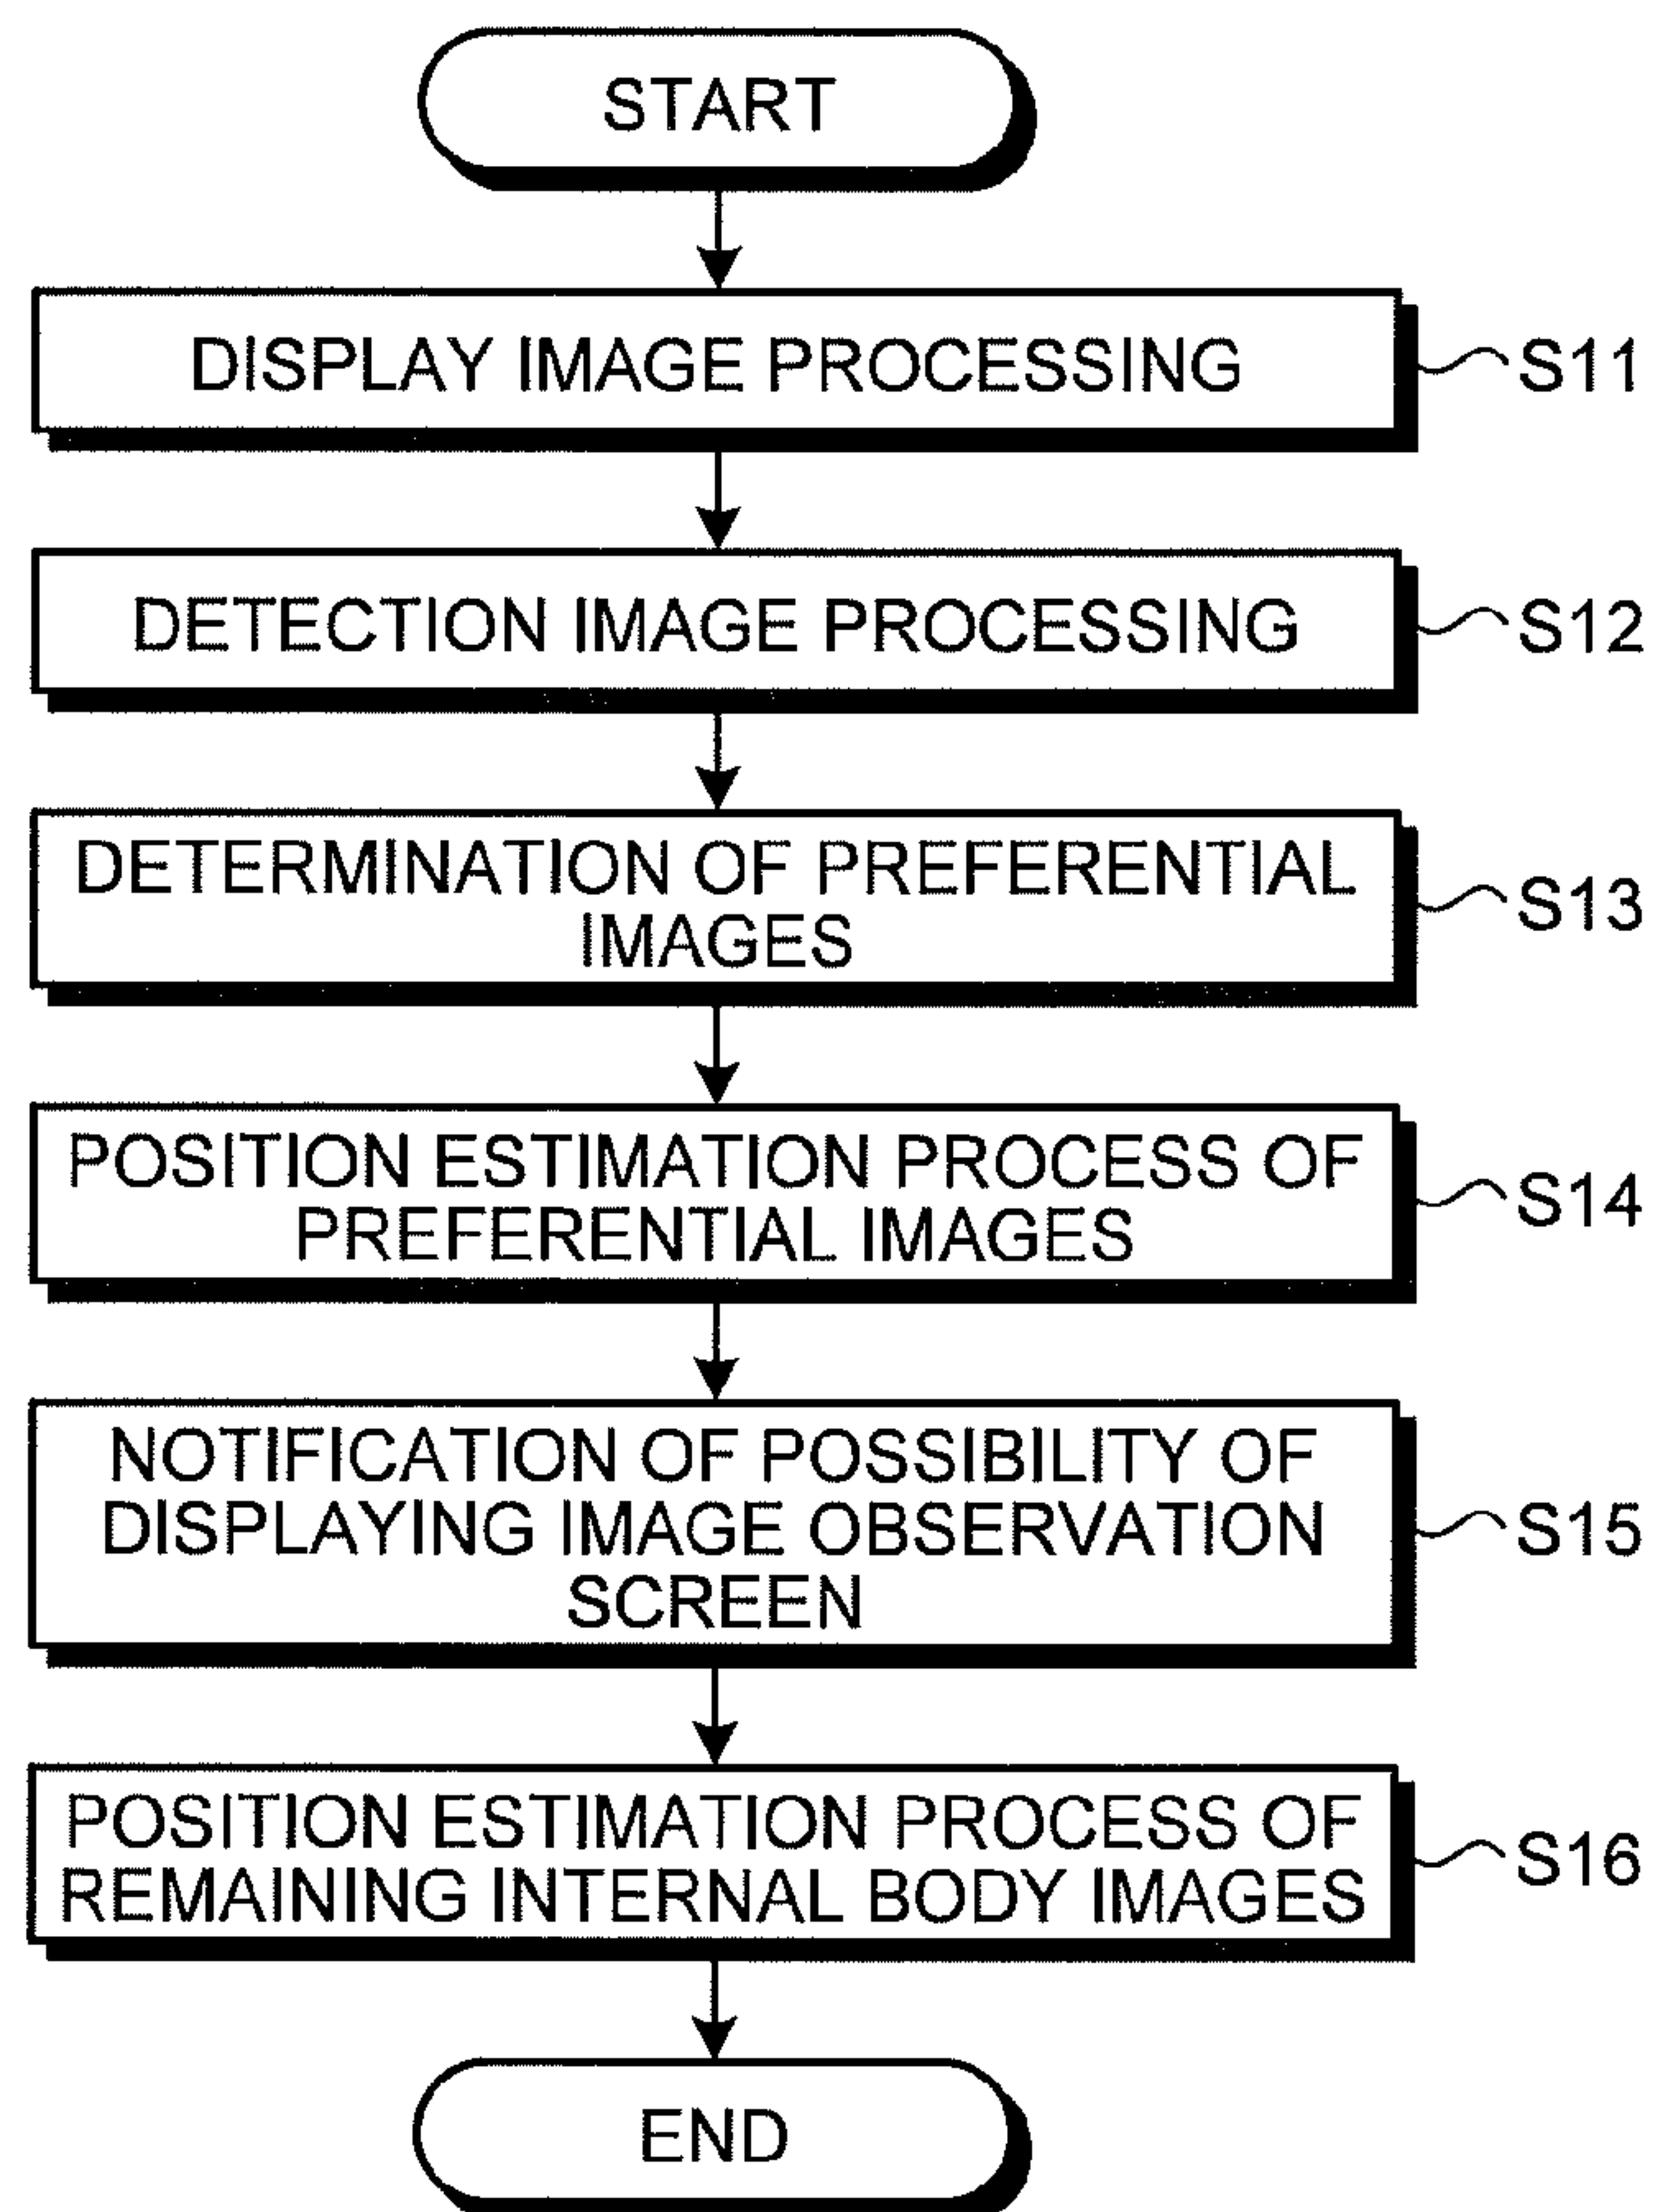 START
DISPLAY IMAGE PROCESSING
S11
DETECTION IMAGE PROCESSING
S12
DETERMINATION OF PREFERENTIAL
IMAGES
S13
POSITION ESTIMATION PROCESS OF
PREFERENTIAL IMAGES
S14
NOTIFICATION OF POSSIBILITY OF
DISPLAYING IMAGE OBSERVATION
SCREEN
S15
POSITION ESTIMATION PROCESS OF
REMAINING INTERNAL BODY IMAGES
S16
END